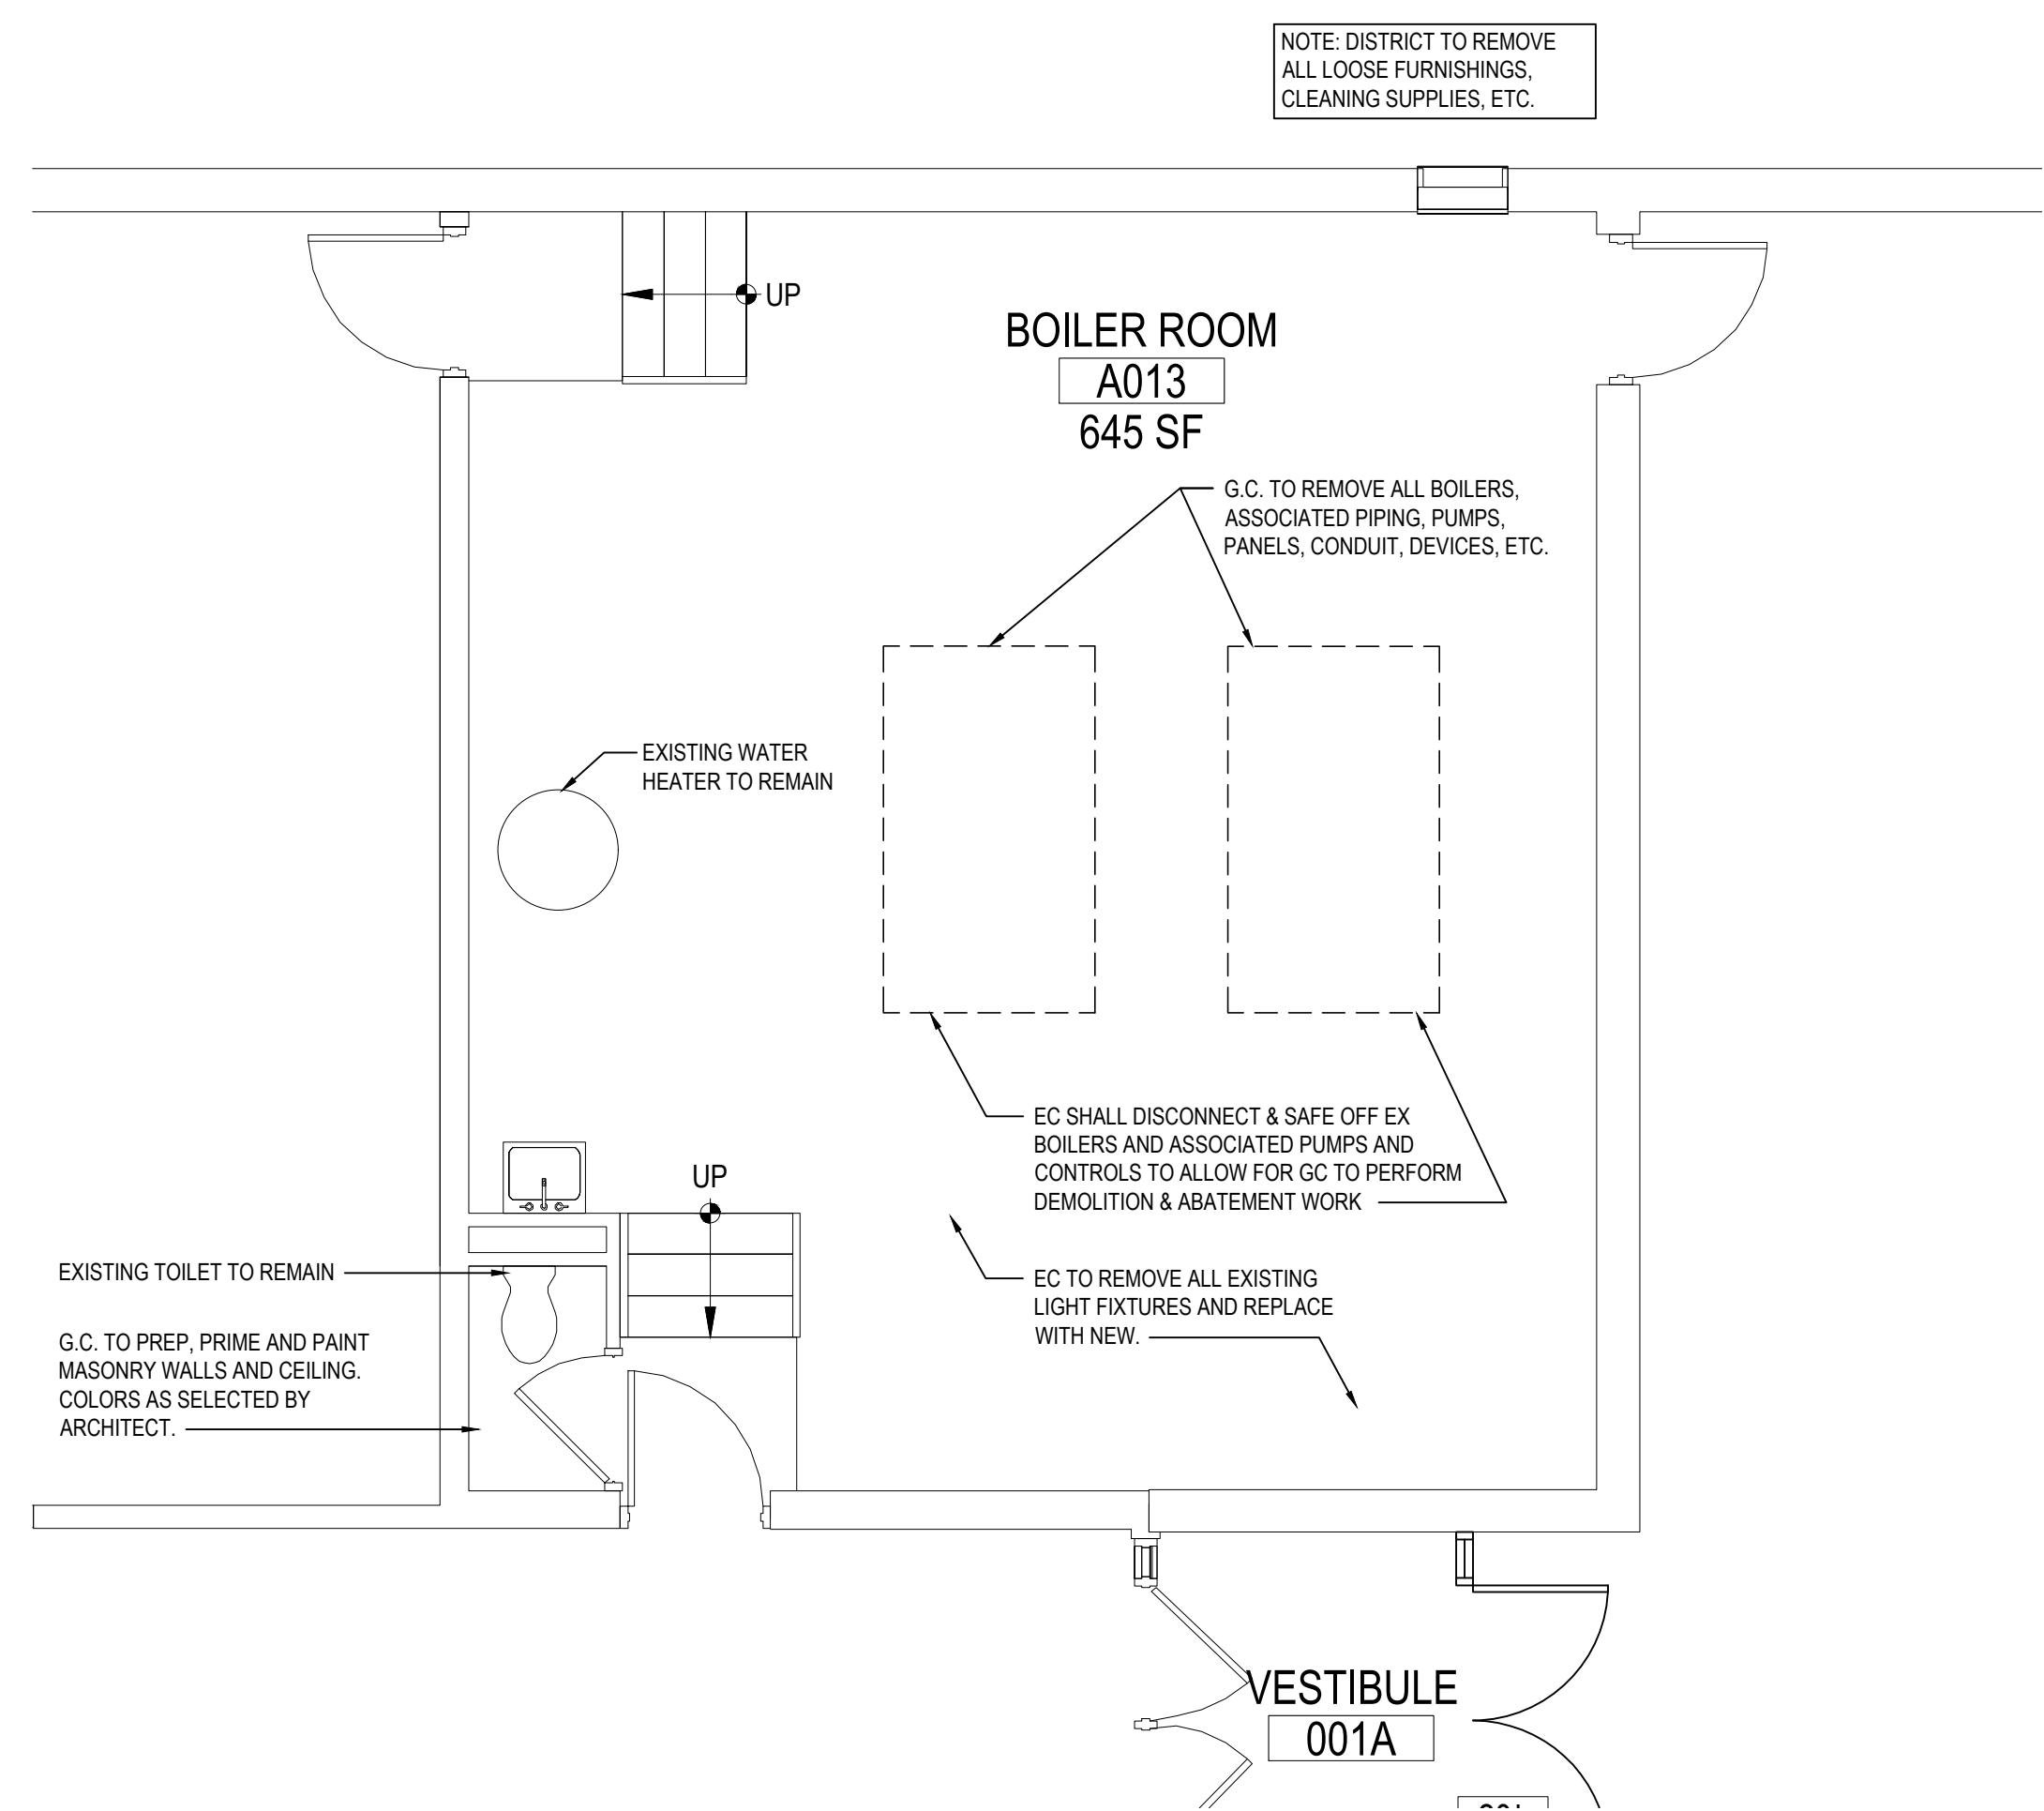 NOTE: DISTRICT TO REMOVE
ALL LOOSE FURNISHINGS,
CLEANING SUPPLIES, ETC.
UP
BOILER ROOM
A013
645 SF
G.C. TO REMOVE ALL BOILERS,
ASSOCIATED PIPING, PUMPS,
PANELS, CONDUIT, DEVICES, ETC.
EXISTING WATER
HEATER TO REMAIN
EC SHALL DISCONNECT & SAFE OFF EX
BOILERS AND ASSOCIATED PUMPS AND
CONTROLS TO ALLOW FOR GC TO PERFORM
DEMOLITION & ABATEMENT WORK
UP
EXISTING TOILET TO REMAIN
EC TO REMOVE ALL EXISTING
LIGHT FIXTURES AND REPLACE
WITH NEW.
G.C. TO PREP, PRIME AND PAINT
MASONRY WALLS AND CEILING.
COLORS AS SELECTED BY
ARCHITECT.
VESTIBULE
001A